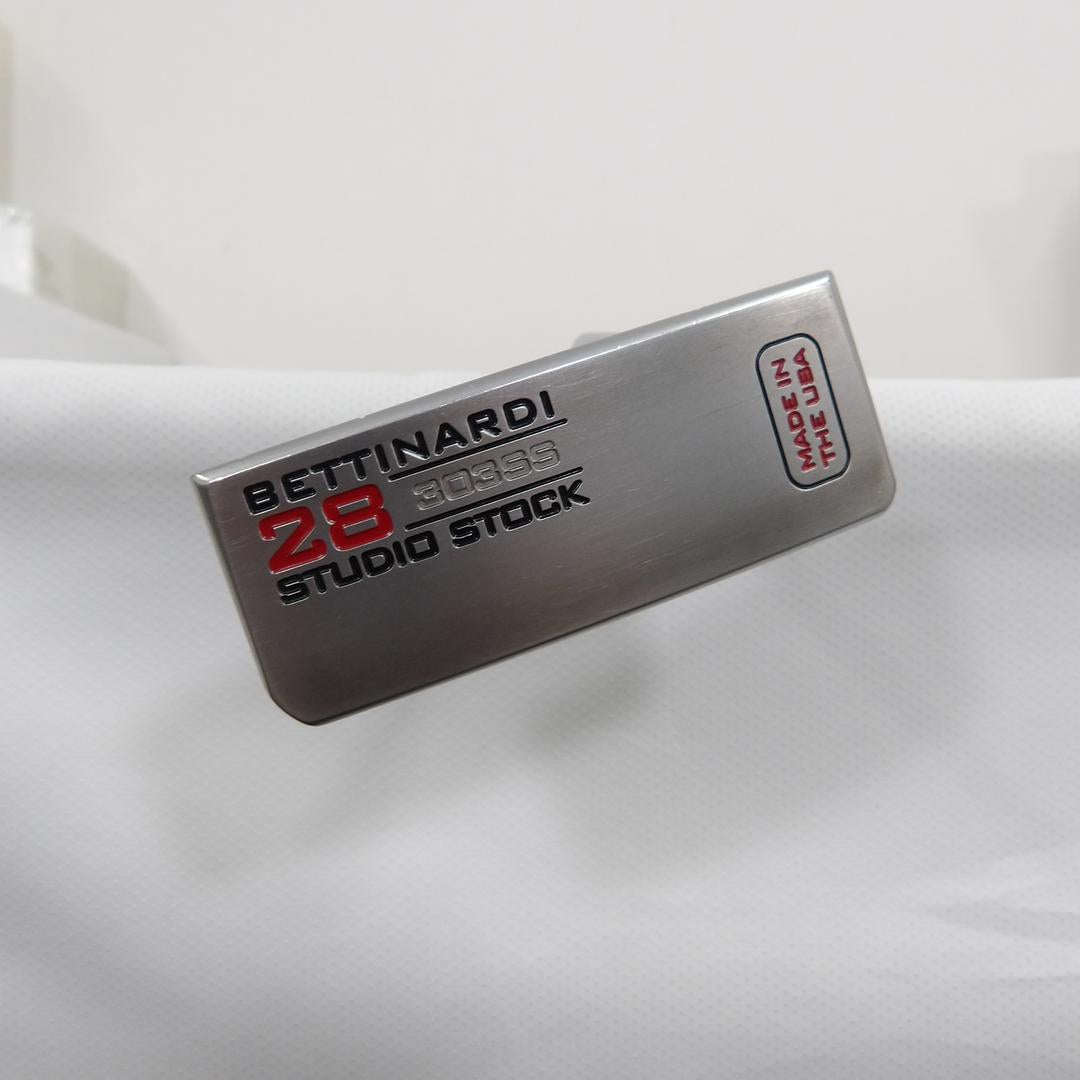 BETTINARDI
28 303SS
STUDIO STOCK
MADE IN
THE USA